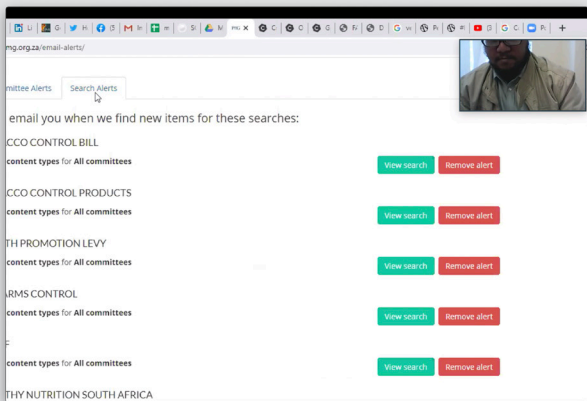 mg.org.za/email-alerts/
mittee Alerts Search Alerts
email you when we find new items for these searches:
CCO CONTROL BILL
content types for All committees View search Remove alert
CCO CONTROL PRODUCTS
content types for All committees View search Remove alert
TH PROMOTION LEVY
content types for All committees View search Remove alert
ARMS CONTROL
content types for All committees View search Remove alert
content types for All committees View search Remove alert
THY NUTRITION SOUTH AFRICA